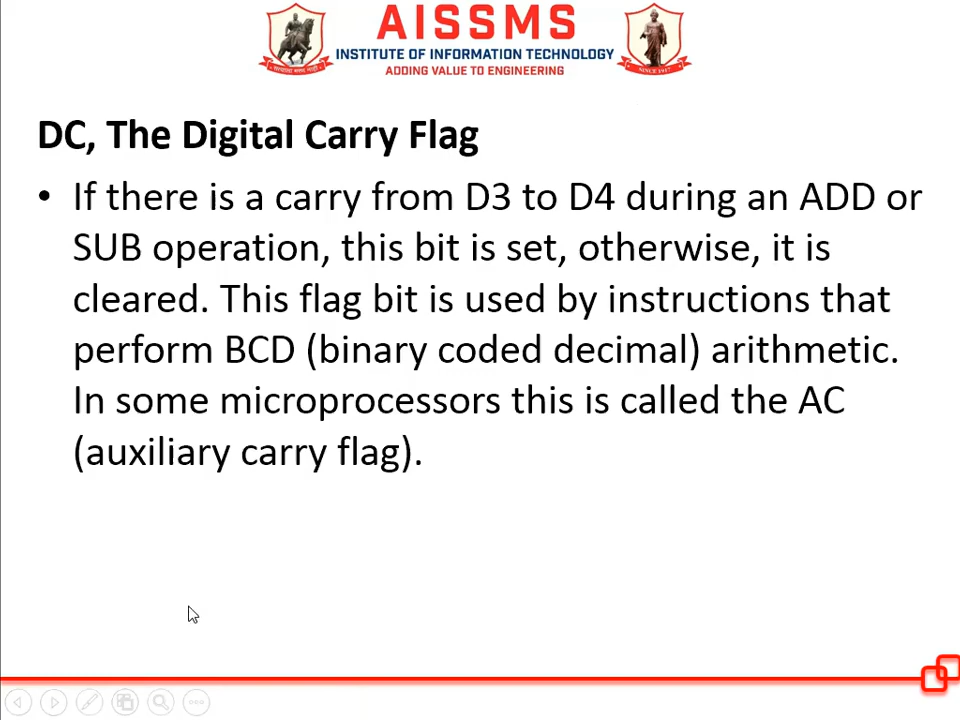 AISSMS
INSTITUTE OF INFORMATION TECHNOLOGY
ADDING VALUE TO ENGINEERING
SINCE 1917
DC, The Digital Carry Flag
• If there is a carry from D3 to D4 during an ADD or
SUB operation, this bit is set, otherwise, it is
cleared. This flag bit is used by instructions that
perform BCD (binary coded decimal) arithmetic.
In some microprocessors this is called the AC
(auxiliary carry flag).